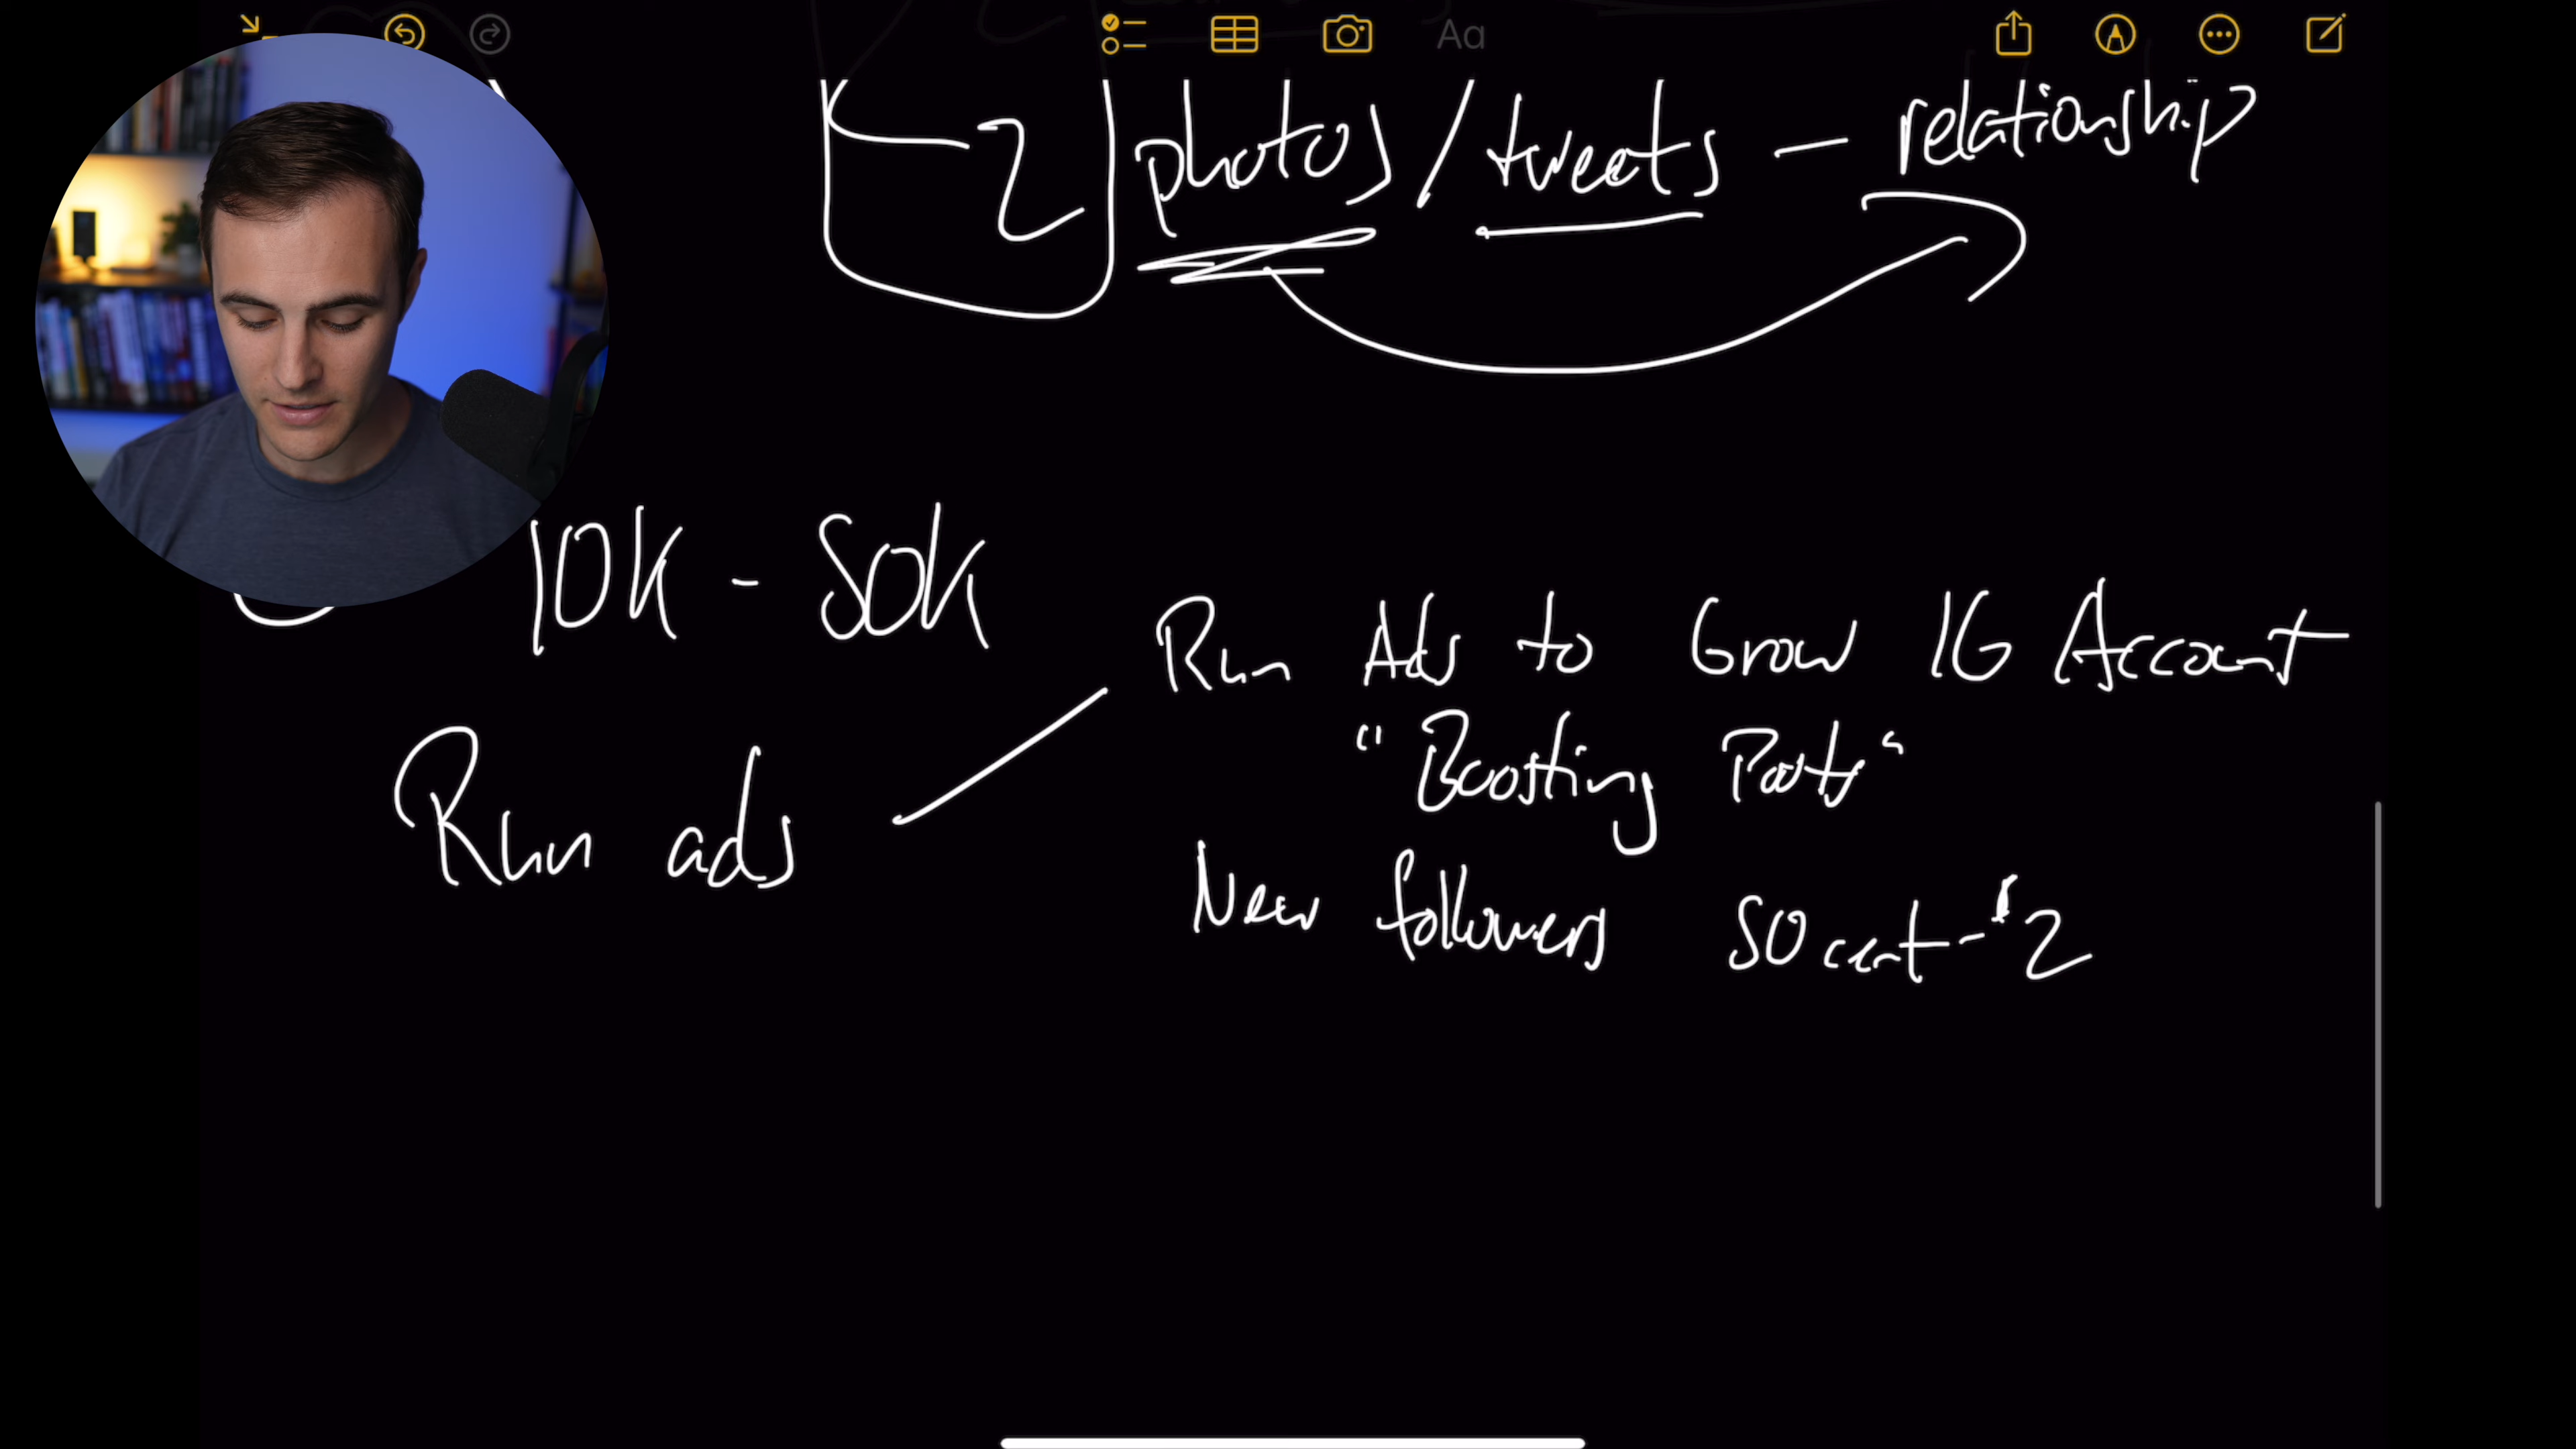 Aa
2 photos / tweets — relationship
10K - 50K
Run Ads to Grow IG Account
"Boosting Posts"
Run ads
New followers 50 cent - $2